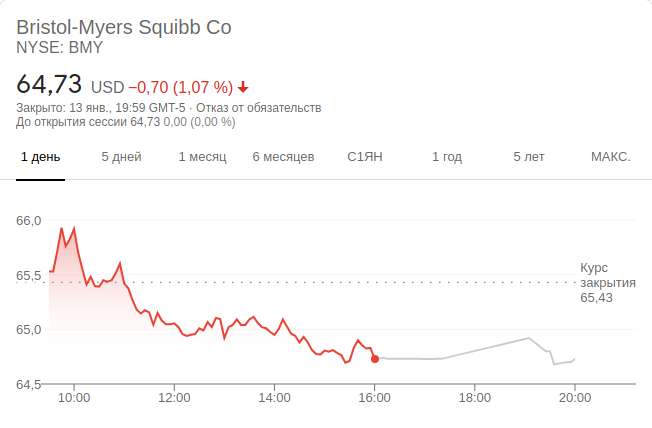 Bristol-Myers Squibb Co
NYSE: BMY
64,73 USD −0,70 (1,07 %)
Закрыто: 13 янв., 19:59 GMT-5 · Отказ от обязательств
До открытия сессии 64,73 0,00 (0,00 %)
1 день 5 дней 1 месяц 6 месяцев С1ЯН 1 год 5 лет МАКС.
66,0
65,5
65,0
64,5
Курс
закрытия
65,43
10:00 12:00 14:00 16:00 18:00 20:00